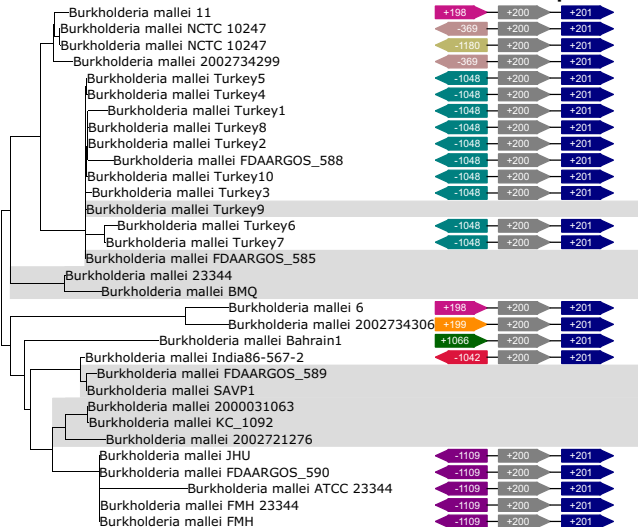 Burkholderia mallei 11 +198 +200 +201
Burkholderia mallei NCTC 10247 -369 +200 +201
Burkholderia mallei NCTC 10247 -1180 +200 +201
Burkholderia mallei 2002734299 -369 +200 +201
Burkholderia mallei Turkey5 -1048 +200 +201
Burkholderia mallei Turkey4 -1048 +200 +201
Burkholderia mallei Turkey1 -1048 +200 +201
Burkholderia mallei Turkey8 -1048 +200 +201
Burkholderia mallei Turkey2 -1048 +200 +201
Burkholderia mallei FDAARGOS_588 -1048 +200 +201
Burkholderia mallei Turkey10 -1048 +200 +201
Burkholderia mallei Turkey3 -1048 +200 +201
Burkholderia mallei Turkey9
Burkholderia mallei Turkey6 -1048 +200 +201
Burkholderia mallei Turkey7 -1048 +200 +201
Burkholderia mallei FDAARGOS_585
Burkholderia mallei 23344
Burkholderia mallei BMQ
Burkholderia mallei 6 +198 +200 +201
Burkholderia mallei 2002734306 +199 +200 +201
Burkholderia mallei Bahrain1 +1066 +200 +201
Burkholderia mallei India86-567-2 -1042 +200 +201
Burkholderia mallei FDAARGOS_589
Burkholderia mallei SAVP1
Burkholderia mallei 2000031063
Burkholderia mallei KC_1092
Burkholderia mallei 2002721276
Burkholderia mallei JHU -1109 +200 +201
Burkholderia mallei FDAARGOS_590 -1109 +200 +201
Burkholderia mallei ATCC 23344 -1109 +200 +201
Burkholderia mallei FMH 23344 -1109 +200 +201
Burkholderia mallei FMH -1109 +200 +201